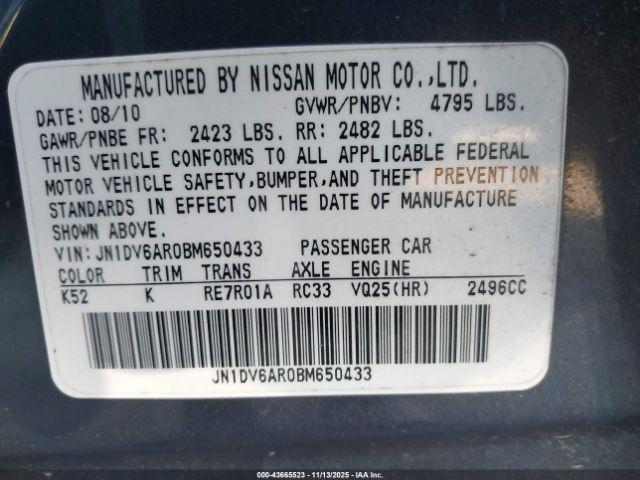 MANUFACTURED BY NISSAN MOTOR CO.,LTD.
DATE: 08/10 GVWR/PNBV: 4795 LBS.
GAWR/PNBE FR: 2423 LBS. RR: 2482 LBS.
THIS VEHICLE CONFORMS TO ALL APPLICABLE FEDERAL
MOTOR VEHICLE SAFETY,BUMPER,AND THEFT PREVENTION
STANDARDS IN EFFECT ON THE DATE OF MANUFACTURE
SHOWN ABOVE.
VIN: JN1DV6AR0BM650433 PASSENGER CAR
COLOR TRIM TRANS AXLE ENGINE
K52 K RE7R01A RC33 VQ25(HR) 2496CC
JN1DV6AR0BM650433
000-43665523 - 11/13/2025 - IAA Inc.